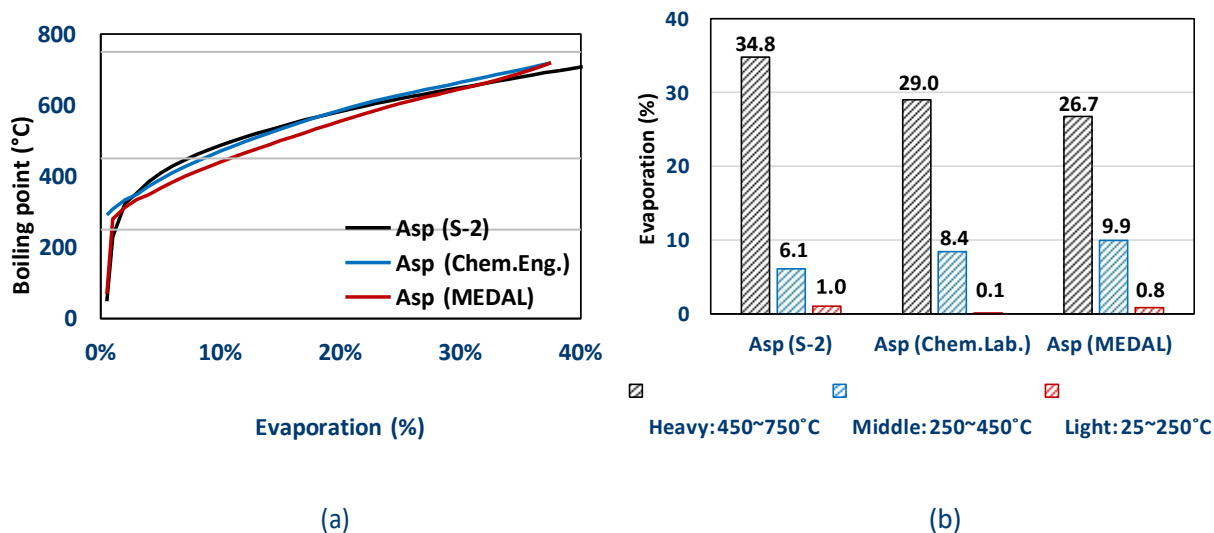 800
600
400
200
0
Boiling point (°C)
0%
10%
20%
30%
40%
Evaporation (%)
Asp (S-2)
Asp (Chem.Eng.)
Asp (MEDAL)
(a)
40
30
20
10
0
Evaporation (%)
34.8
6.1
1.0
29.0
8.4
0.1
26.7
9.9
0.8
Asp (S-2)
Asp (Chem.Lab.)
Asp (MEDAL)
Heavy:450~750°C
Middle:250~450°C
Light:25~250°C
(b)